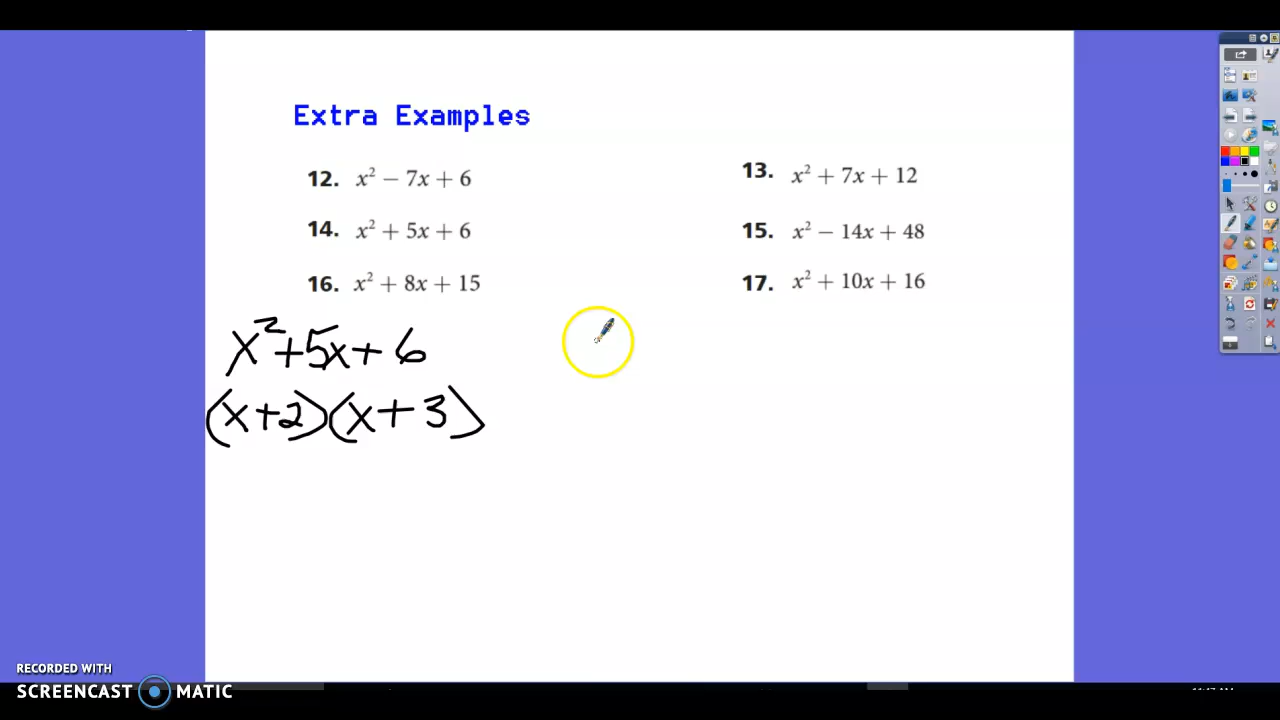 Extra Examples
12. x² − 7x + 6
13. x² + 7x + 12
14. x² + 5x + 6
15. x² − 14x + 48
16. x² + 8x + 15
17. x² + 10x + 16
x²+5x+6
(x+2)(x+3)
RECORDED WITH
SCREENCAST MATIC